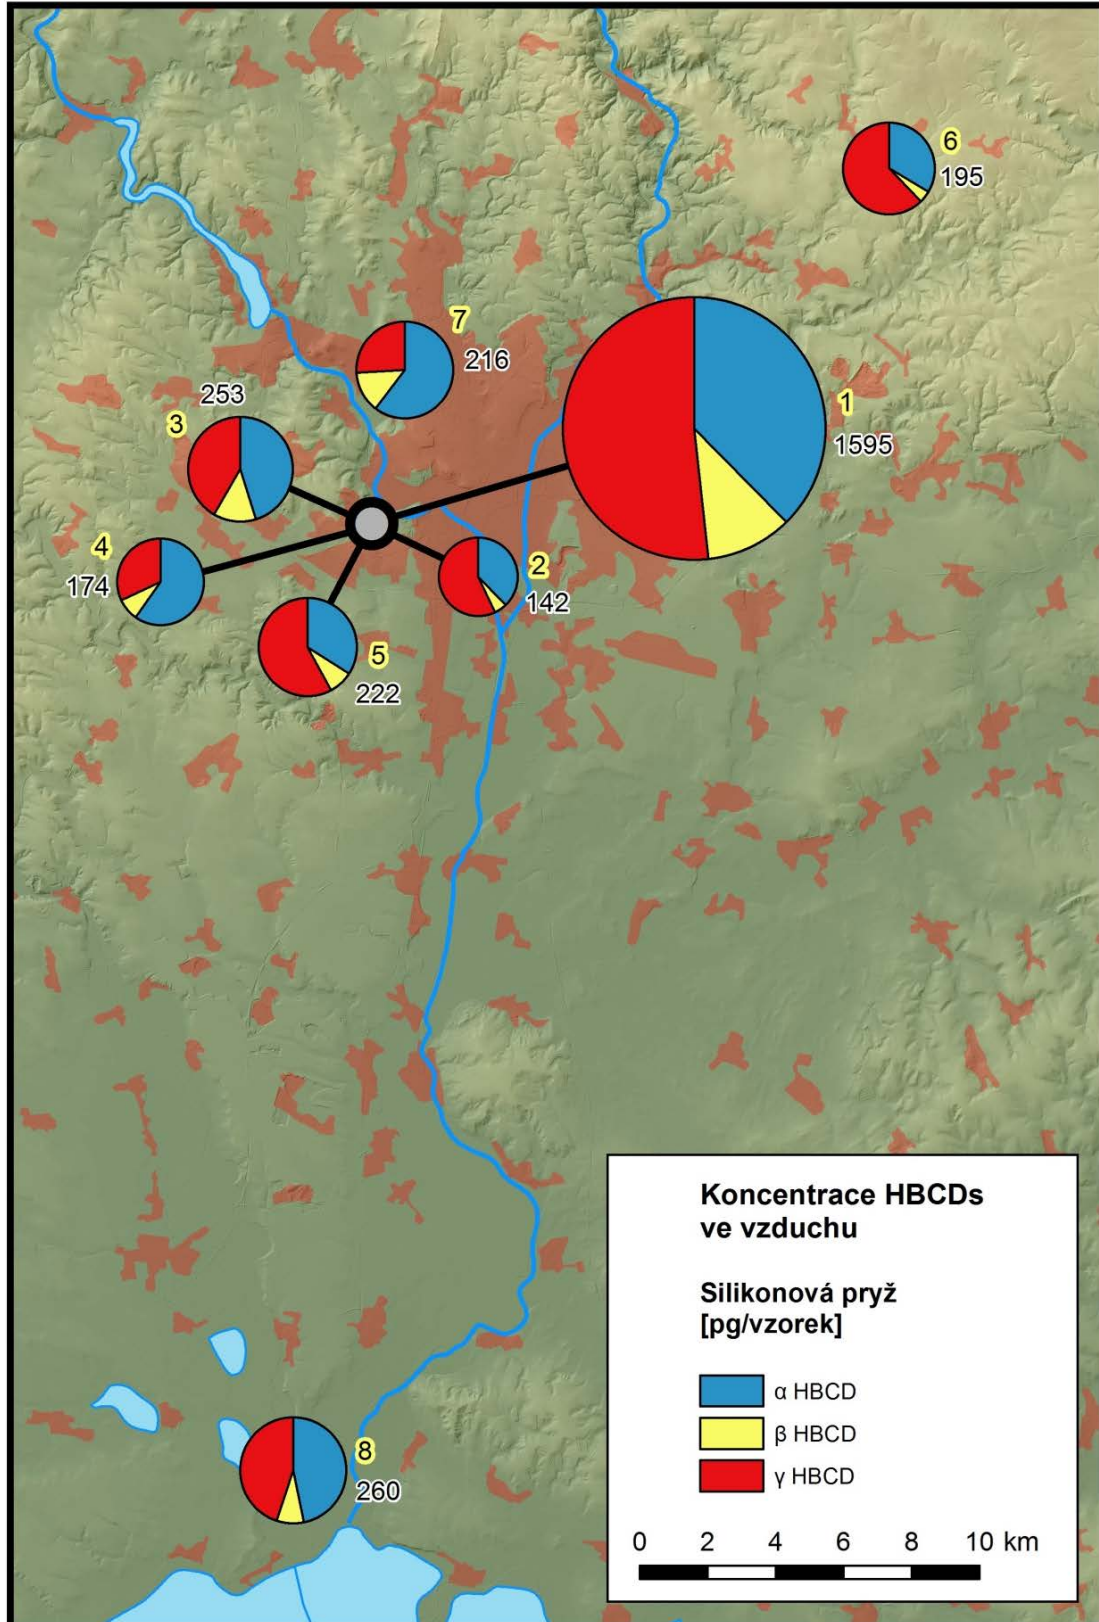 6
195
7
216
253
3
1
1595
4
174
2
142
5
222
8
260
Koncentrace HBCDs
ve vzduchu
Silikonová pryž
[pg/vzorek]
α HBCD
β HBCD
γ HBCD
0 2 4 6 8 10 km